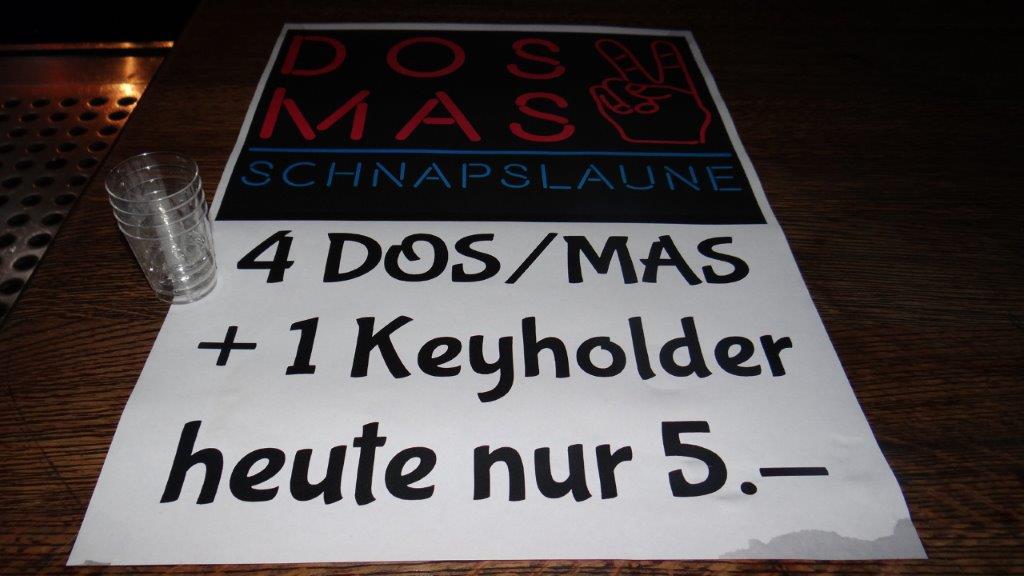 DOS
MAS
SCHNAPSLAUNE
4 DOS/MAS
+ 1 Keyholder
heute nur 5.–